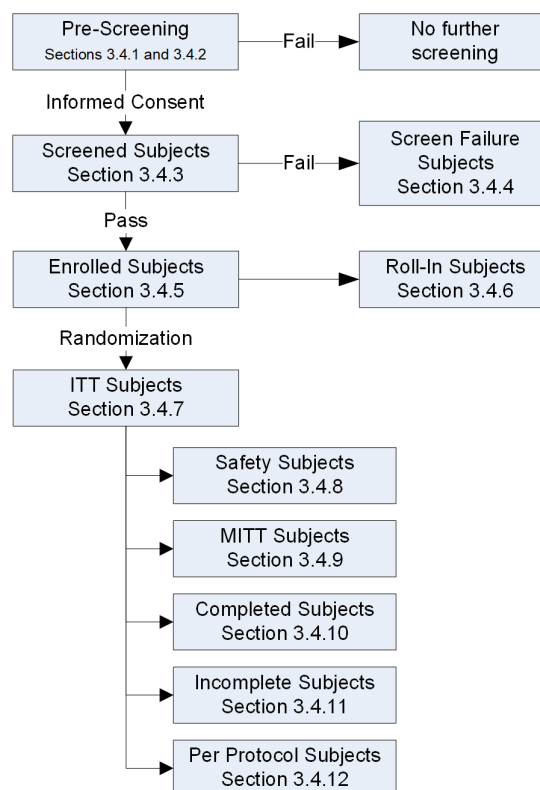 Pre-Screening
Sections 3.4.1 and 3.4.2
Fail
No further
screening
Informed Consent
Screened Subjects
Section 3.4.3
Fail
Screen Failure
Subjects
Section 3.4.4
Pass
Enrolled Subjects
Section 3.4.5
Roll-In Subjects
Section 3.4.6
Randomization
ITT Subjects
Section 3.4.7
Safety Subjects
Section 3.4.8
MITT Subjects
Section 3.4.9
Completed Subjects
Section 3.4.10
Incomplete Subjects
Section 3.4.11
Per Protocol Subjects
Section 3.4.12